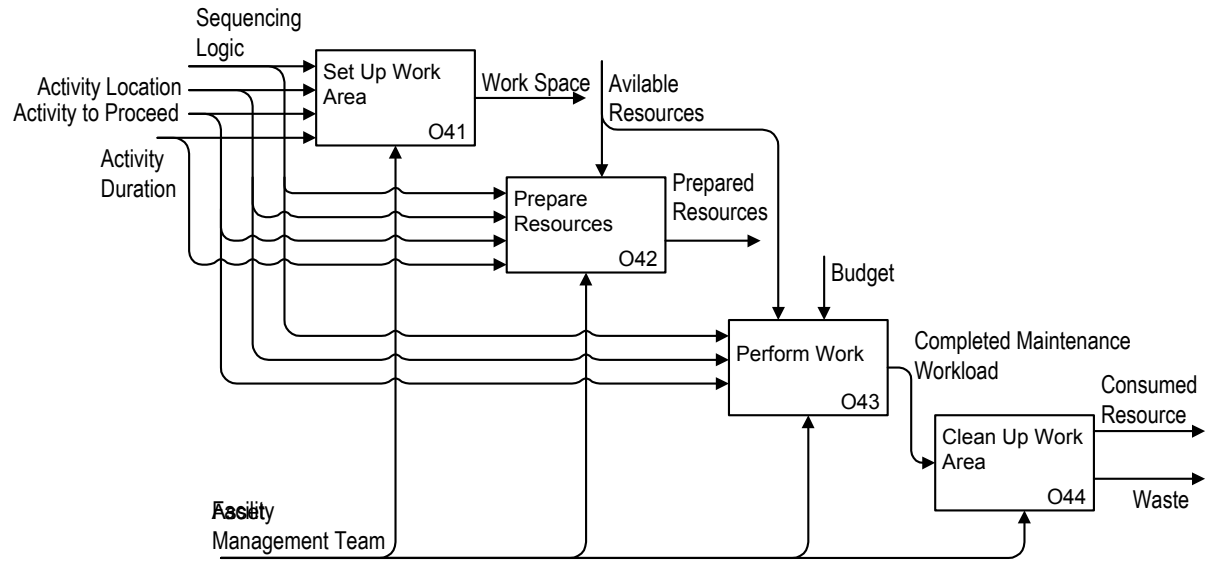 Sequencing
Logic
Set Up Work
Area
O41
Activity Location
Activity to Proceed
Activity
Duration
Work Space
Avilable
Resources
Prepare
Resources
O42
Prepared
Resources
Budget
Perform Work
O43
Completed Maintenance
Workload
Consumed
Resource
Clean Up Work
Area
O44
Waste
Management Team